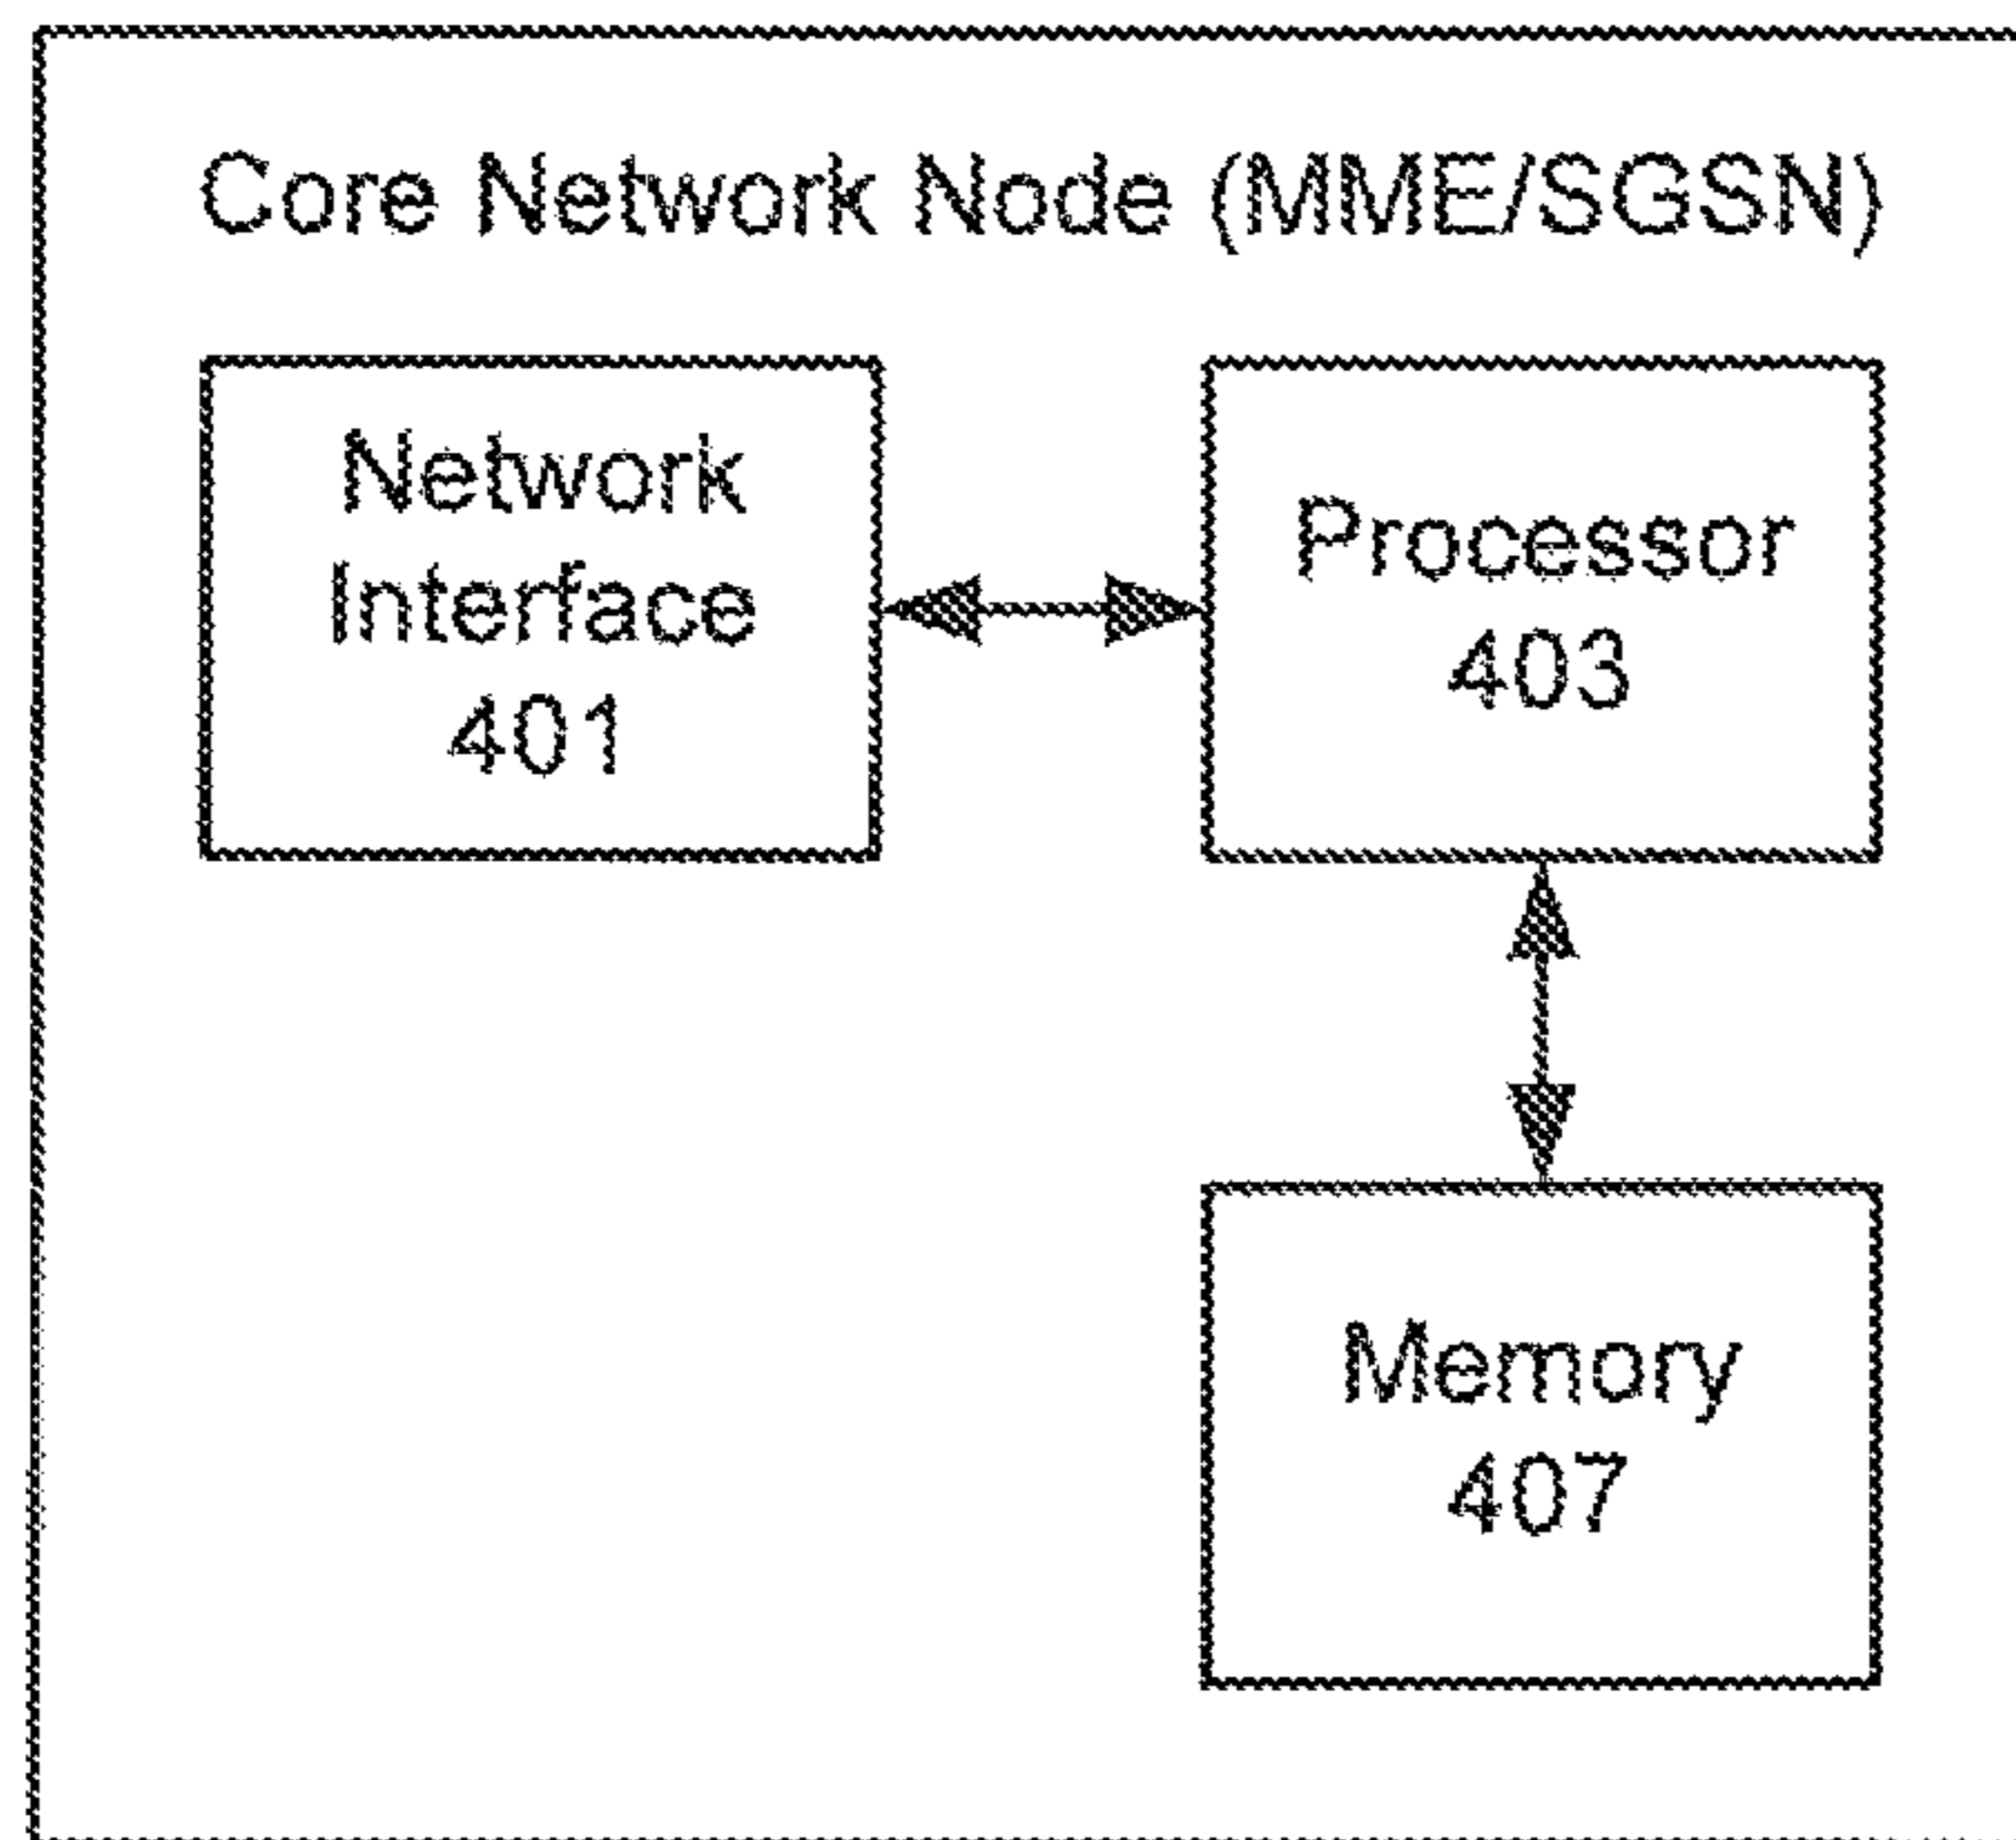 Core Network Node (MME/SGSN)
Network
Interface
401
Processor
403
Memory
407